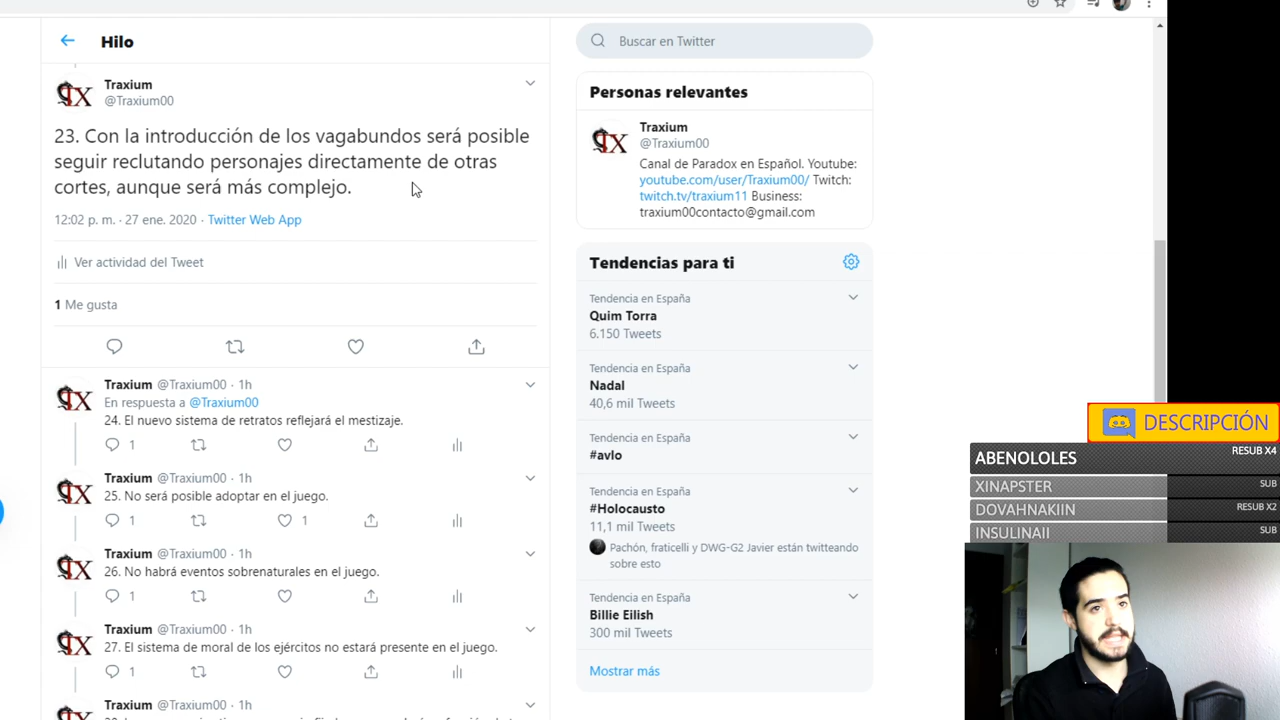 Hilo
Traxium
@Traxium00
23. Con la introducción de los vagabundos será posible
seguir reclutando personajes directamente de otras
cortes, aunque será más complejo.
12:02 p. m. · 27 ene. 2020 · Twitter Web App
Ver actividad del Tweet
1 Me gusta
Traxium @Traxium00 · 1h
En respuesta a @Traxium00
24. El nuevo sistema de retratos reflejará el mestizaje.
1
Traxium @Traxium00 · 1h
25. No será posible adoptar en el juego.
1 1
Traxium @Traxium00 · 1h
26. No habrá eventos sobrenaturales en el juego.
1
Traxium @Traxium00 · 1h
27. El sistema de moral de los ejércitos no estará presente en el juego.
1
Traxium @Traxium00 · 1h
Buscar en Twitter
Personas relevantes
Traxium
@Traxium00
Canal de Paradox en Español. Youtube:
youtube.com/user/Traxium00/ Twitch:
twitch.tv/traxium11 Business:
traxium00contacto@gmail.com
Tendencias para ti
Tendencia en España
Quim Torra
6.150 Tweets
Tendencia en España
Nadal
40,6 mil Tweets
Tendencia en España
#avlo
Tendencia en España
#Holocausto
11,1 mil Tweets
Pachón, fraticelli y DWG-G2 Javier están twitteando
sobre esto
Tendencia en España
Billie Eilish
300 mil Tweets
Mostrar más
DESCRIPCIÓN
ABENOLOLES RESUB X4
XINAPSTER SUB
DOVAHNAKIIN RESUB X2
INSULINAII SUB